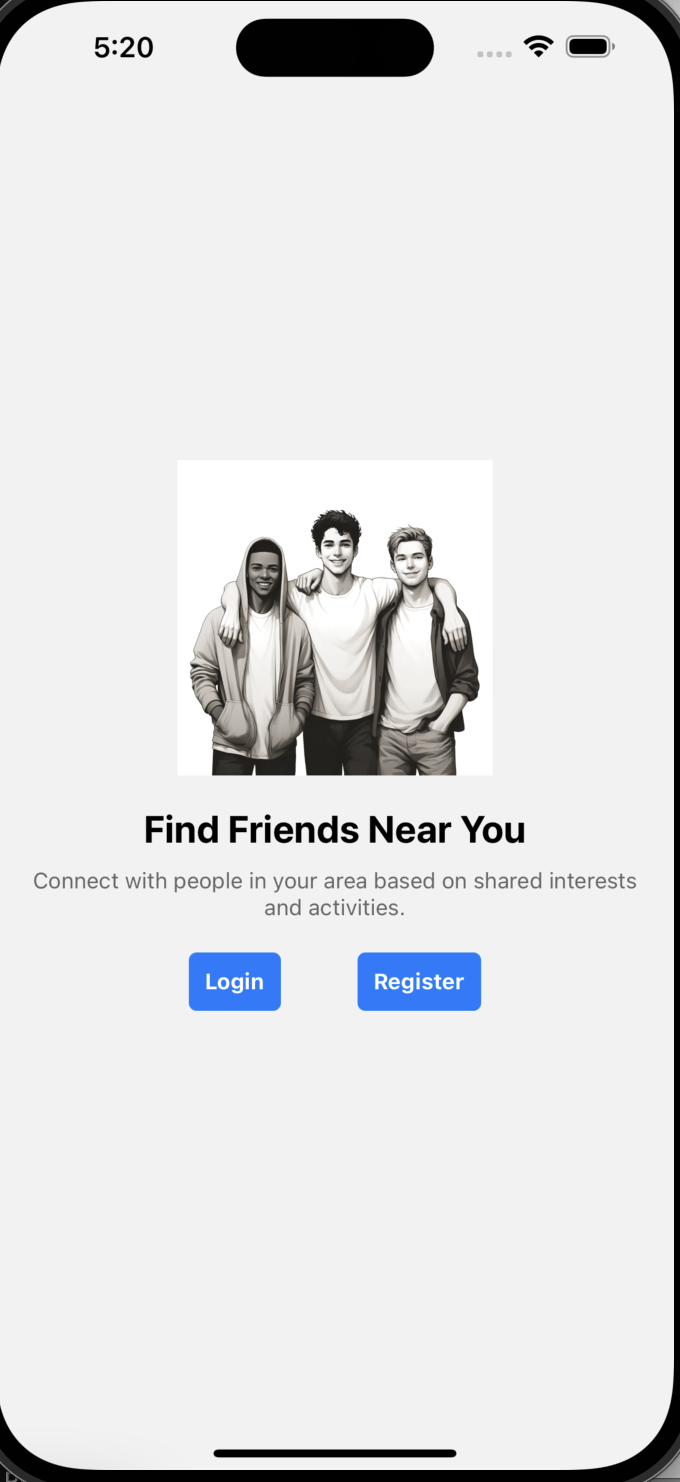 5:20
Find Friends Near You
Connect with people in your area based on shared interests
and activities.
Login
Register